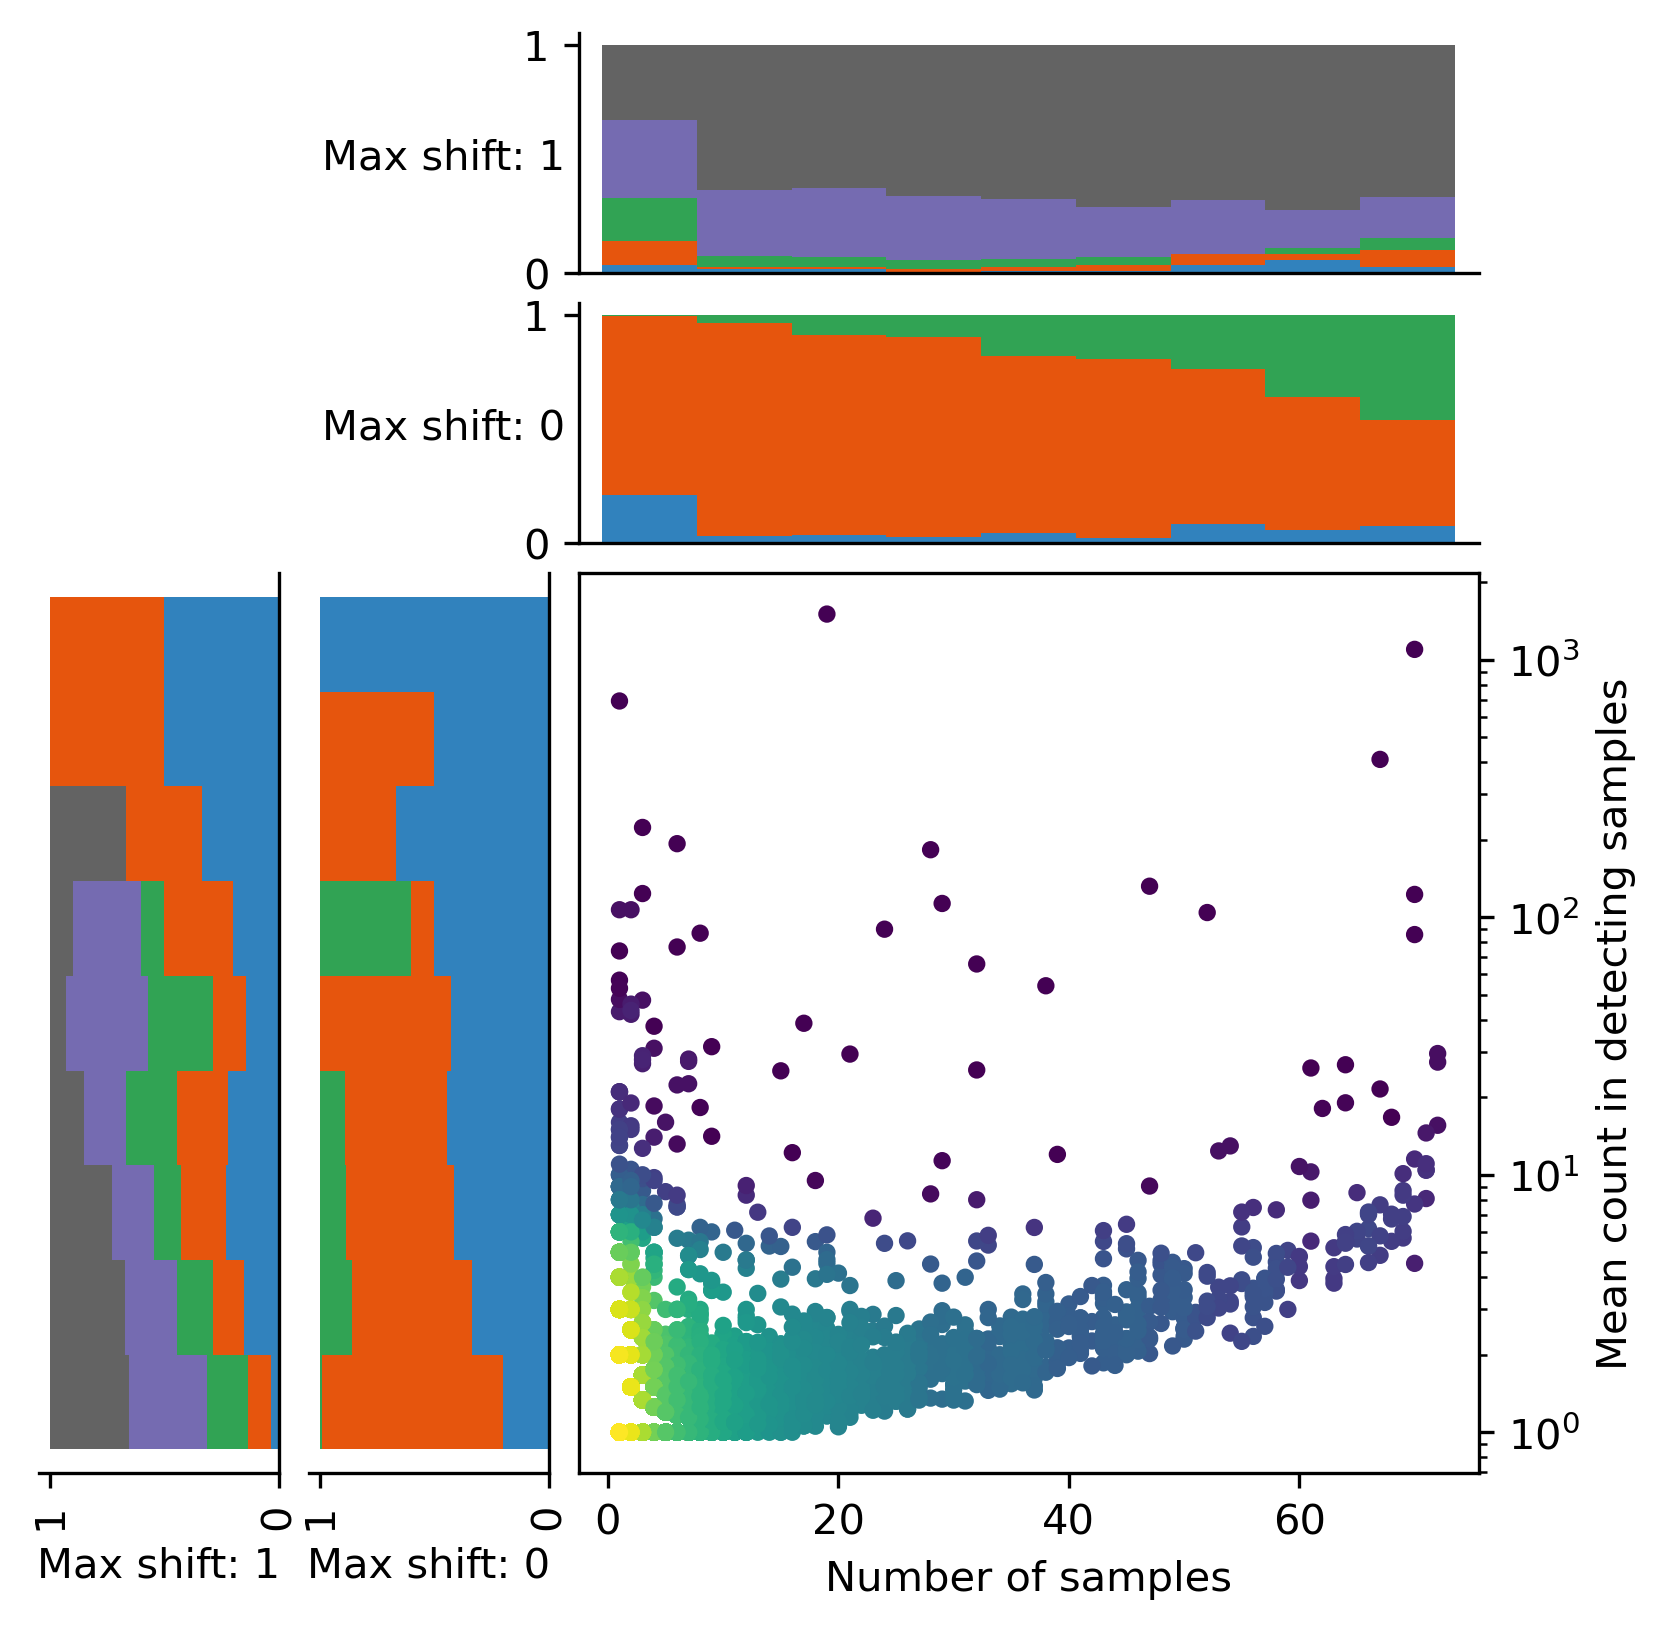 1
Max shift: 1
0
1
Max shift: 0
0
10³
10²
10¹
10⁰
Mean count in detecting samples
1
0
1
0
0
20
40
60
Max shift: 1
Max shift: 0
Number of samples